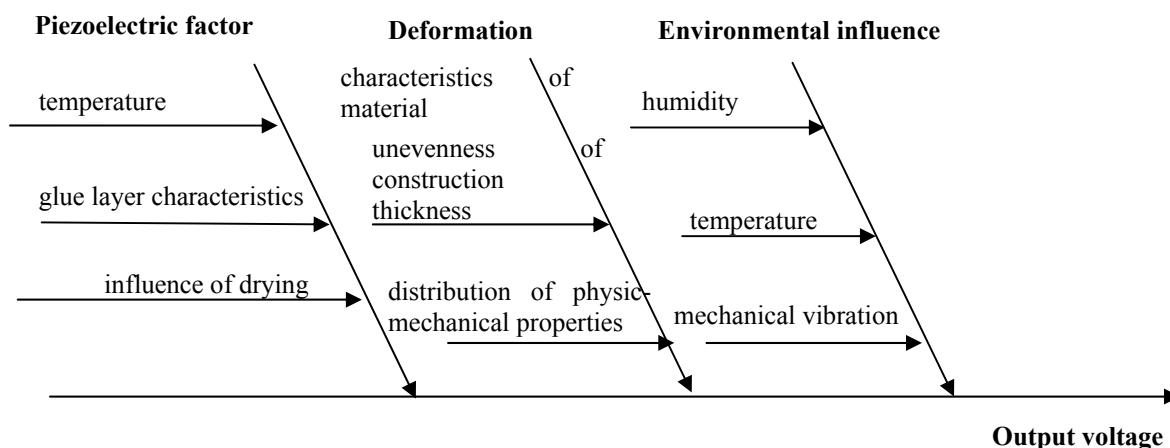 Piezoelectric factor
temperature
glue layer characteristics
influence of drying
Deformation
characteristics of
material
unevenness of
construction
thickness
distribution of physic-
mechanical properties
Environmental influence
humidity
temperature
mechanical vibration
Output voltage